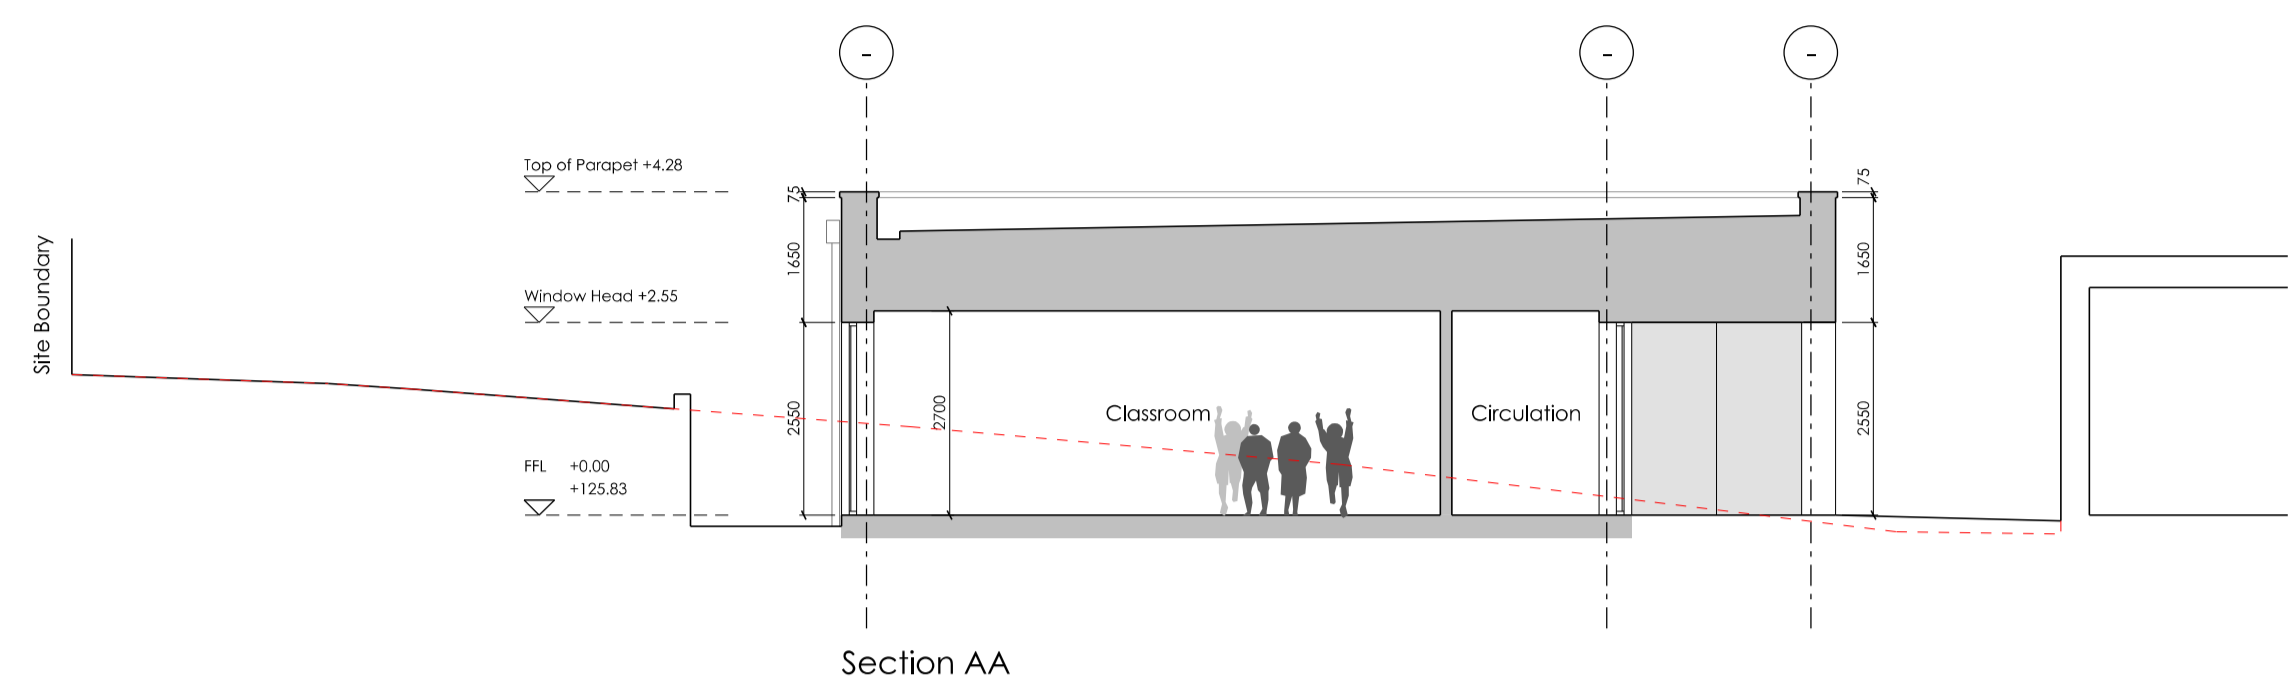 -
-
-
Top of Parapet +4.28
75
75
1650
1650
Site Boundary
Window Head +2.55
2550
2700
Classroom
Circulation
2550
FFL +0.00
+125.83
Section AA